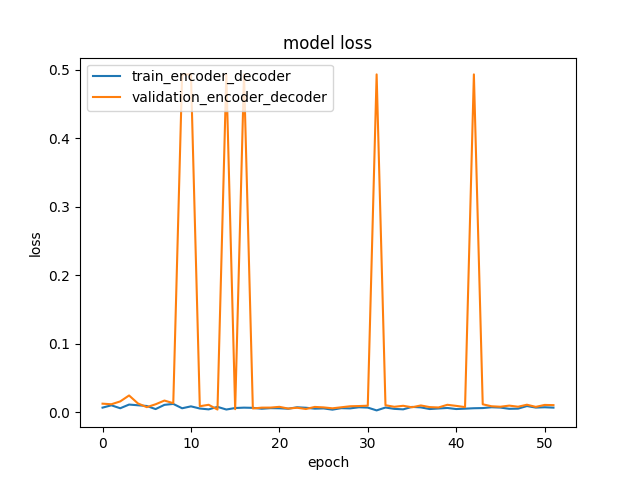 model loss
train_encoder_decoder
validation_encoder_decoder
0.5
0.4
0.3
0.2
0.1
0.0
loss
0
10
20
30
40
50
epoch